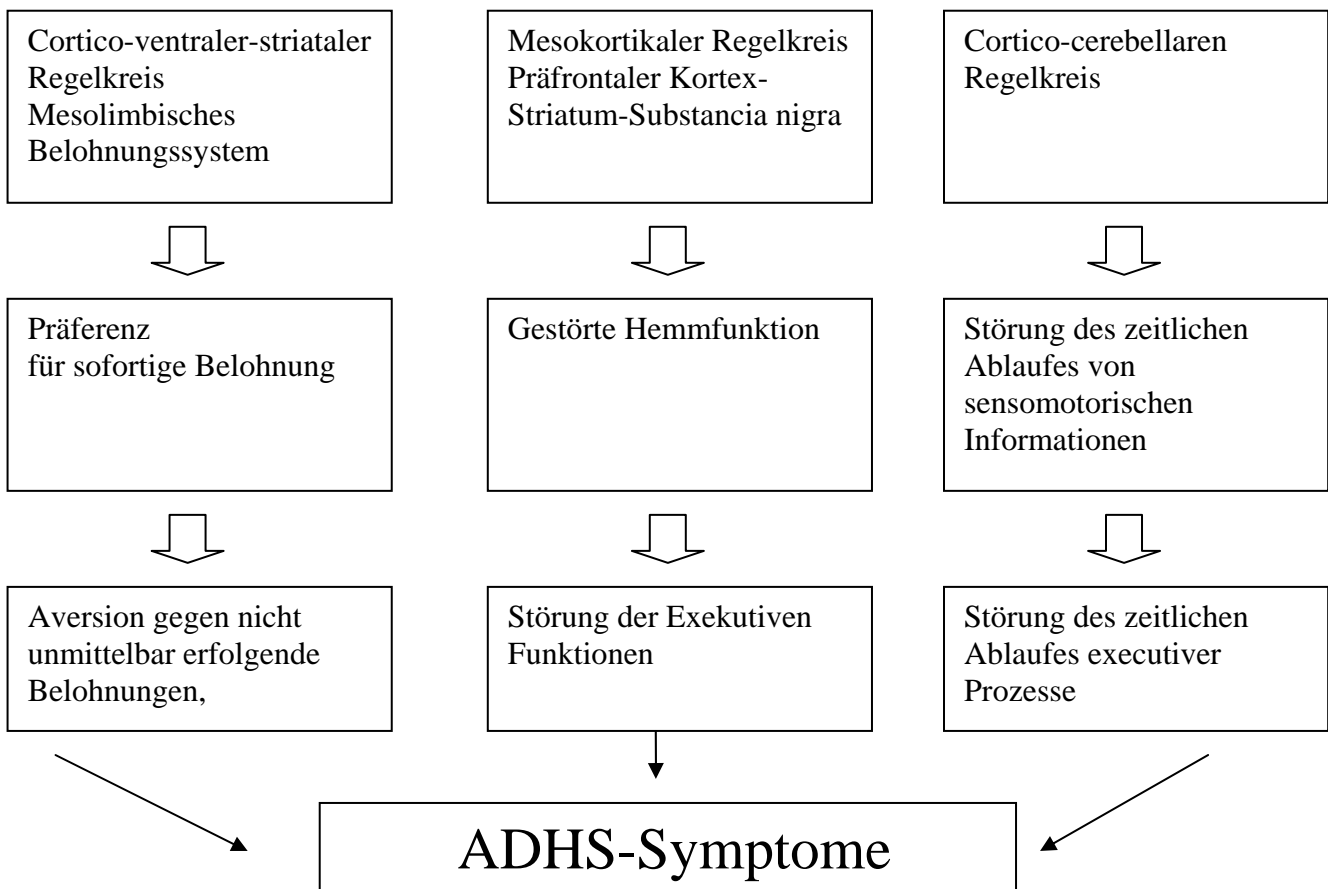 Cortico-ventraler-striataler
Regelkreis
Mesolimbisches
Belohnungssystem
Mesokortikaler Regelkreis
Präfrontaler Kortex-
Striatum-Substancia nigra
Cortico-cerebellaren
Regelkreis
Präferenz
für sofortige Belohnung
Gestörte Hemmfunktion
Störung des zeitlichen
Ablaufes von
sensomotorischen
Informationen
Aversion gegen nicht
unmittelbar erfolgende
Belohnungen,
Störung der Exekutiven
Funktionen
Störung des zeitlichen
Ablaufes executiver
Prozesse
ADHS-Symptome